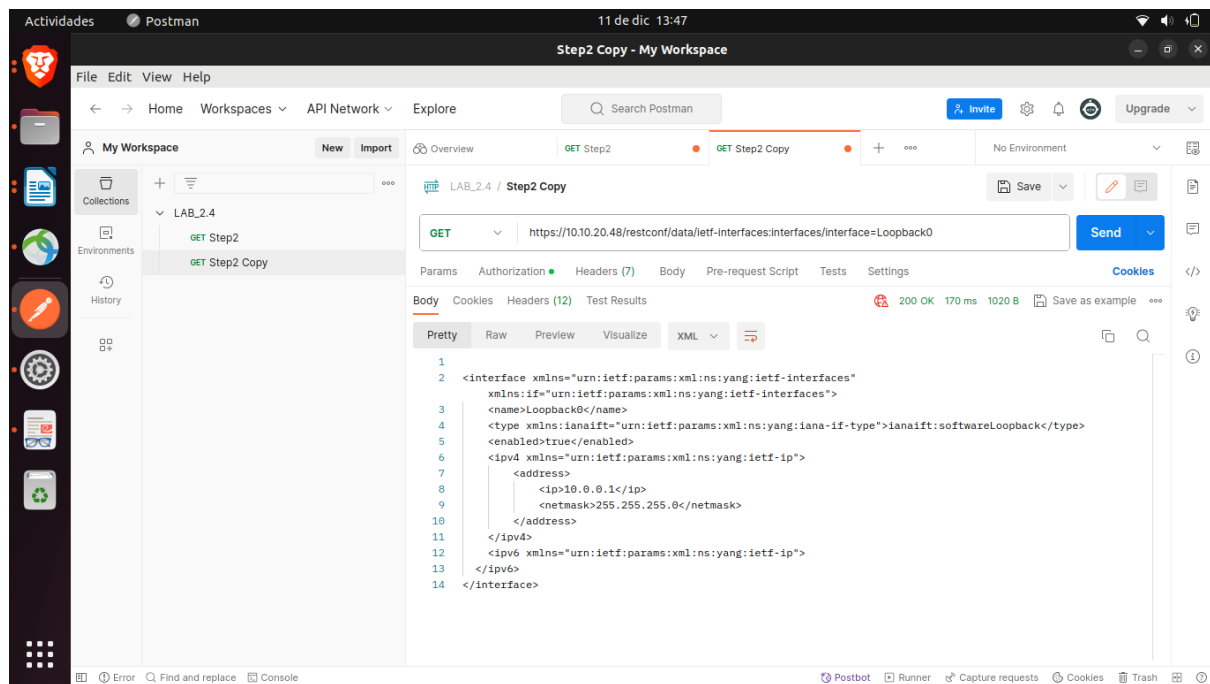 Actividades Postman 11 de dic 13:47
Step2 Copy - My Workspace
File Edit View Help
Home Workspaces API Network Explore Search Postman Invite Upgrade
My Workspace New Import Overview GET Step2 GET Step2 Copy No Environment
Collections
Environments
History
LAB_2.4
GET Step2
GET Step2 Copy
HTTP LAB_2.4 / Step2 Copy Save
GET https://10.10.20.48/restconf/data/ietf-interfaces:interfaces/interface=Loopback0 Send
Params Authorization Headers (7) Body Pre-request Script Tests Settings Cookies
Body Cookies Headers (12) Test Results 200 OK 170 ms 1020 B Save as example
Pretty Raw Preview Visualize XML
1
2 <interface xmlns="urn:ietf:params:xml:ns:yang:ietf-interfaces"
xmlns:if="urn:ietf:params:xml:ns:yang:ietf-interfaces">
3 <name>Loopback0</name>
4 <type xmlns:ianaift="urn:ietf:params:xml:ns:yang:iana-if-type">ianaift:softwareLoopback</type>
5 <enabled>true</enabled>
6 <ipv4 xmlns="urn:ietf:params:xml:ns:yang:ietf-ip">
7 <address>
8 <ip>10.0.0.1</ip>
9 <netmask>255.255.255.0</netmask>
10 </address>
11 </ipv4>
12 <ipv6 xmlns="urn:ietf:params:xml:ns:yang:ietf-ip">
13 </ipv6>
14 </interface>
Error Find and replace Console Postbot Runner Capture requests Cookies Trash